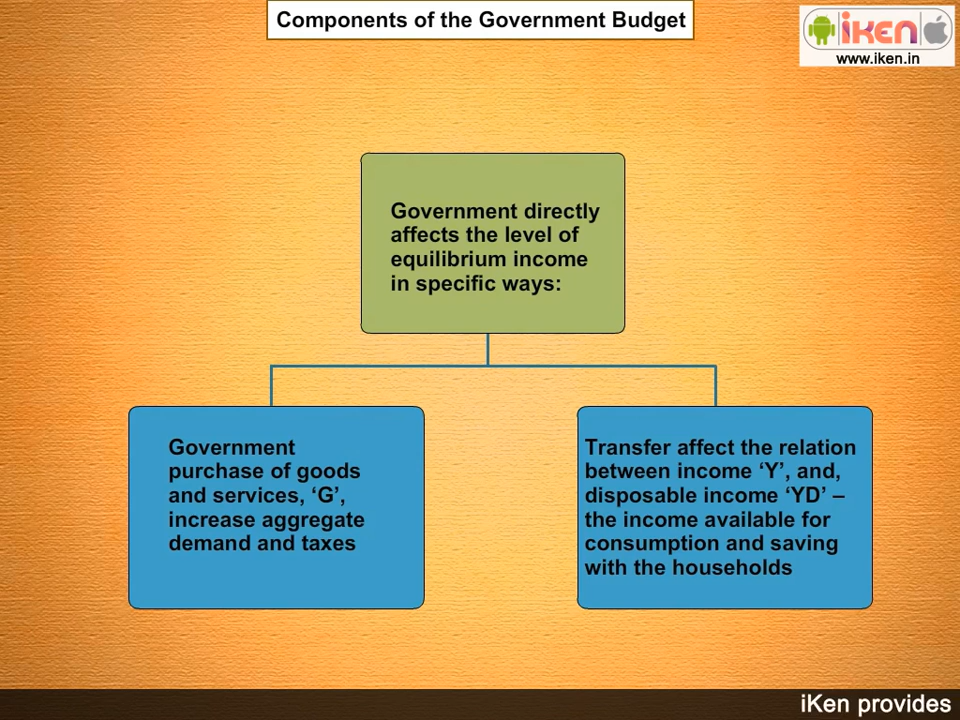 Components of the Government Budget
iKEN
www.iken.in
Government directly
affects the level of
equilibrium income
in specific ways:
Government
purchase of goods
and services, ‘G’,
increase aggregate
demand and taxes
Transfer affect the relation
between income ‘Y’, and,
disposable income ‘YD’ –
the income available for
consumption and saving
with the households
iKen provides